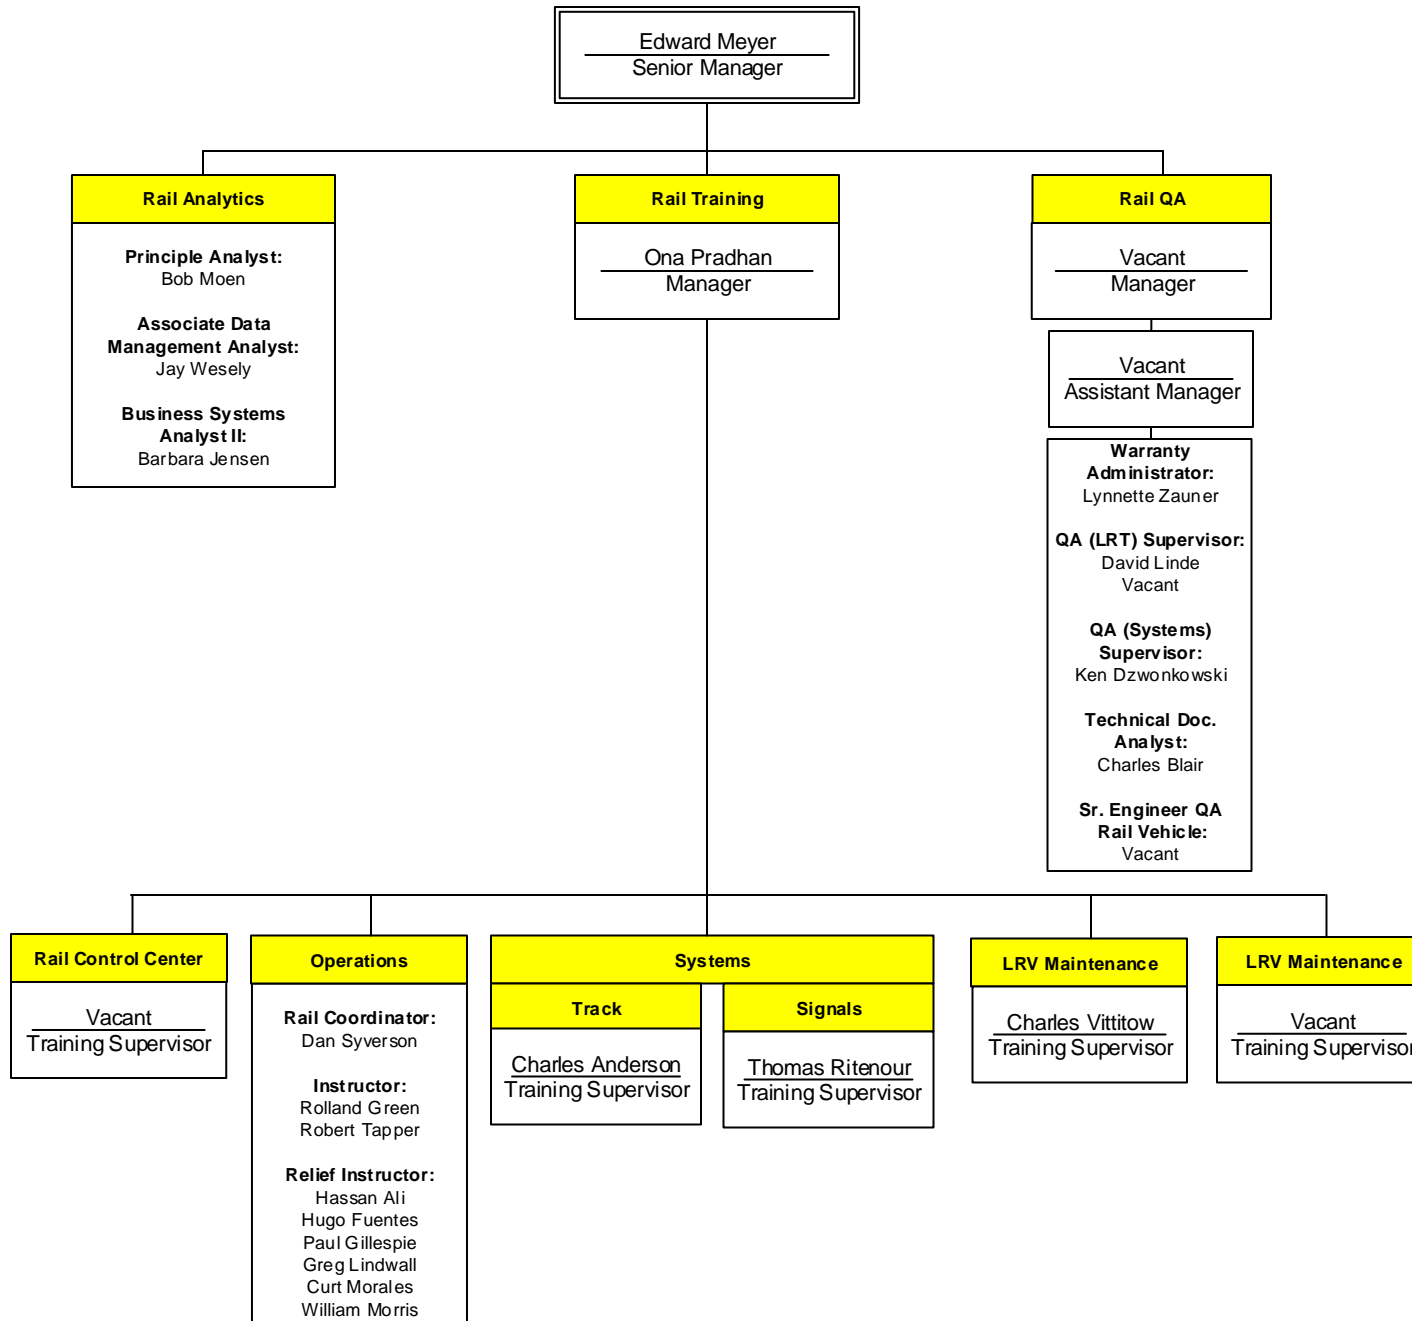 Edward Meyer
Senior Manager
Rail Analytics
Principle Analyst:
Bob Moen
Associate Data
Management Analyst:
Jay Wesely
Business Systems
Analyst II:
Barbara Jensen
Rail Training
Ona Pradhan
Manager
Rail QA
Vacant
Manager
Vacant
Assistant Manager
Warranty
Administrator:
Lynnette Zauner
QA (LRT) Supervisor:
David Linde
Vacant
QA (Systems)
Supervisor:
Ken Dzwonkowski
Technical Doc.
Analyst:
Charles Blair
Sr. Engineer QA
Rail Vehicle:
Vacant
Rail Control Center
Vacant
Training Supervisor
Operations
Rail Coordinator:
Dan Syverson
Instructor:
Rolland Green
Robert Tapper
Relief Instructor:
Hassan Ali
Hugo Fuentes
Paul Gillespie
Greg Lindwall
Curt Morales
William Morris
Systems
Track
Charles Anderson
Training Supervisor
Signals
Thomas Ritenour
Training Supervisor
LRV Maintenance
Charles Vittitow
Training Supervisor
LRV Maintenance
Vacant
Training Supervisor